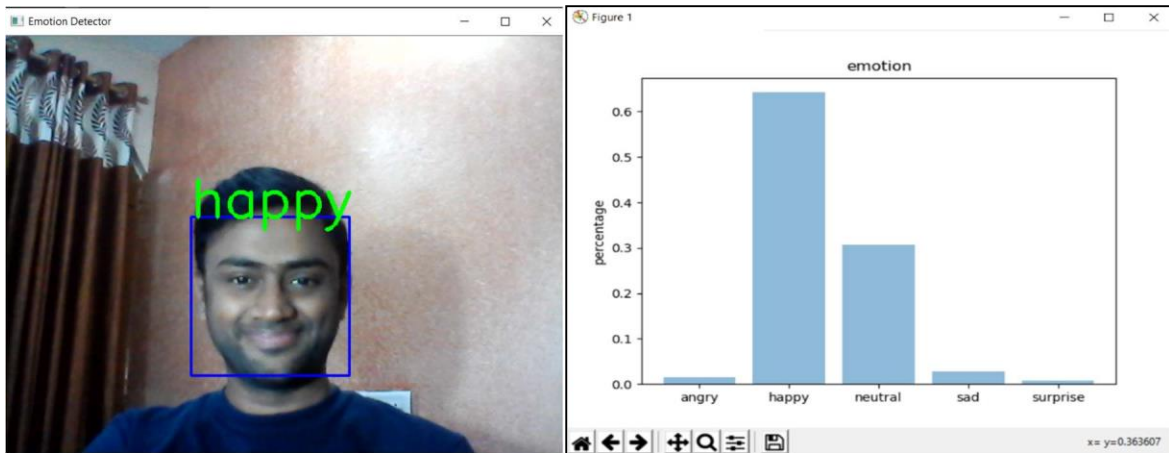 Emotion Detector
happy
Figure 1
emotion
percentage
0.6
0.5
0.4
0.3
0.2
0.1
0.0
angry happy neutral sad surprise
x= y=0.363607